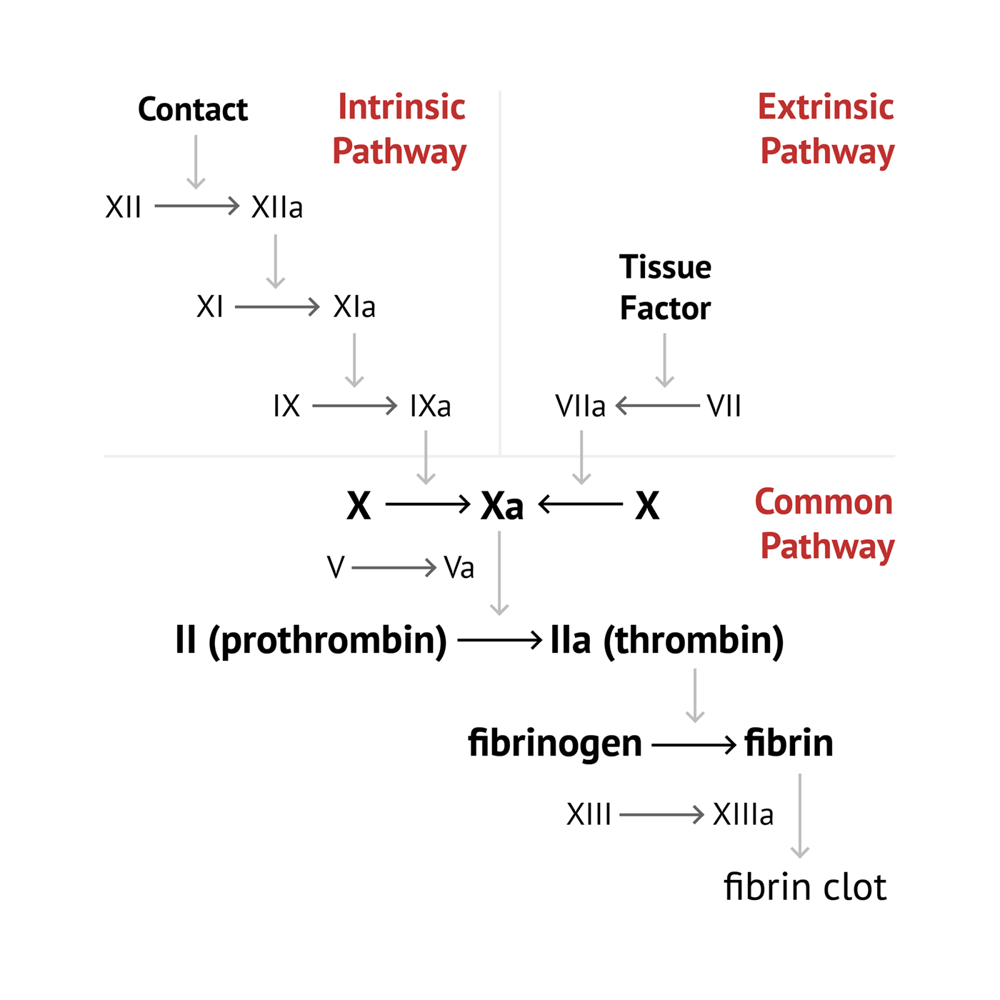 Contact
Intrinsic
Pathway
Extrinsic
Pathway
XII XIIa
Tissue
Factor
XI XIa
IX IXa
VIIa VII
X Xa X
Common
Pathway
V Va
II (prothrombin) IIa (thrombin)
fibrinogen fibrin
XIII XIIIa
fibrin clot